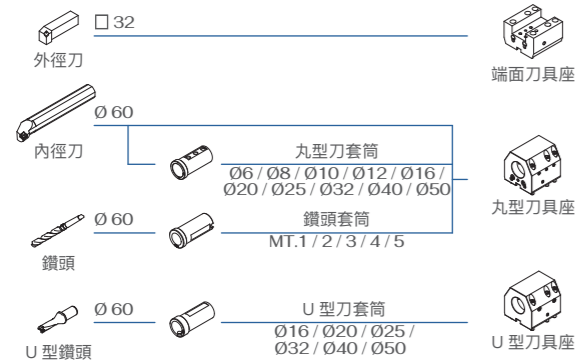 □ 32
外徑刀
端面刀具座
Ø 60
內徑刀
丸型刀套筒
Ø6 / Ø8 / Ø10 / Ø12 / Ø16 /
Ø20 / Ø25 / Ø32 / Ø40 / Ø50
丸型刀具座
Ø 60
鑽頭套筒
MT.1 / 2 / 3 / 4 / 5
鑽頭
Ø 60
U 型刀套筒
Ø16 / Ø20 / Ø25 /
Ø32 / Ø40 / Ø50
U 型鑽頭
U 型刀具座